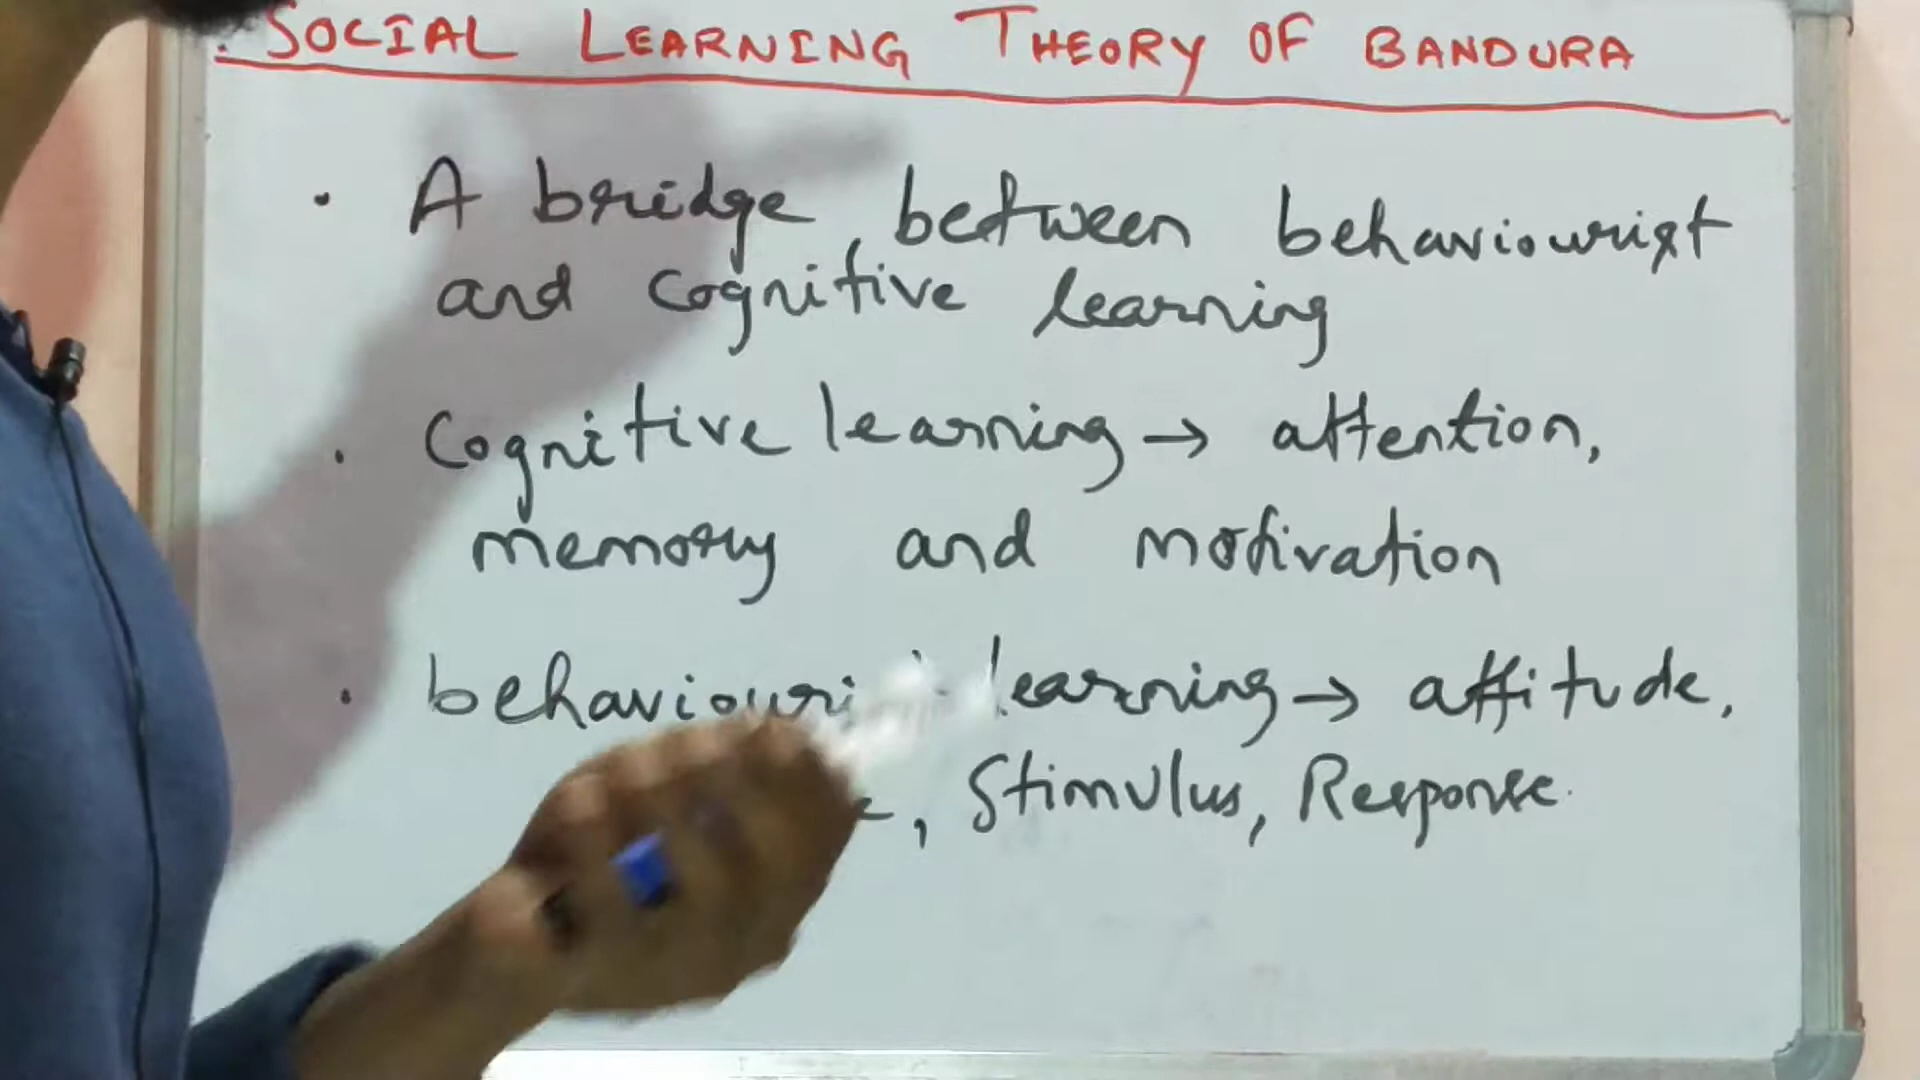 SOCIAL LEARNING THEORY OF BANDURA
. A bridge between behaviourist
and cognitive learning
. cognitive learning → attention,
memory and motivation
. learning → attitude,
, Stimulus, Response.